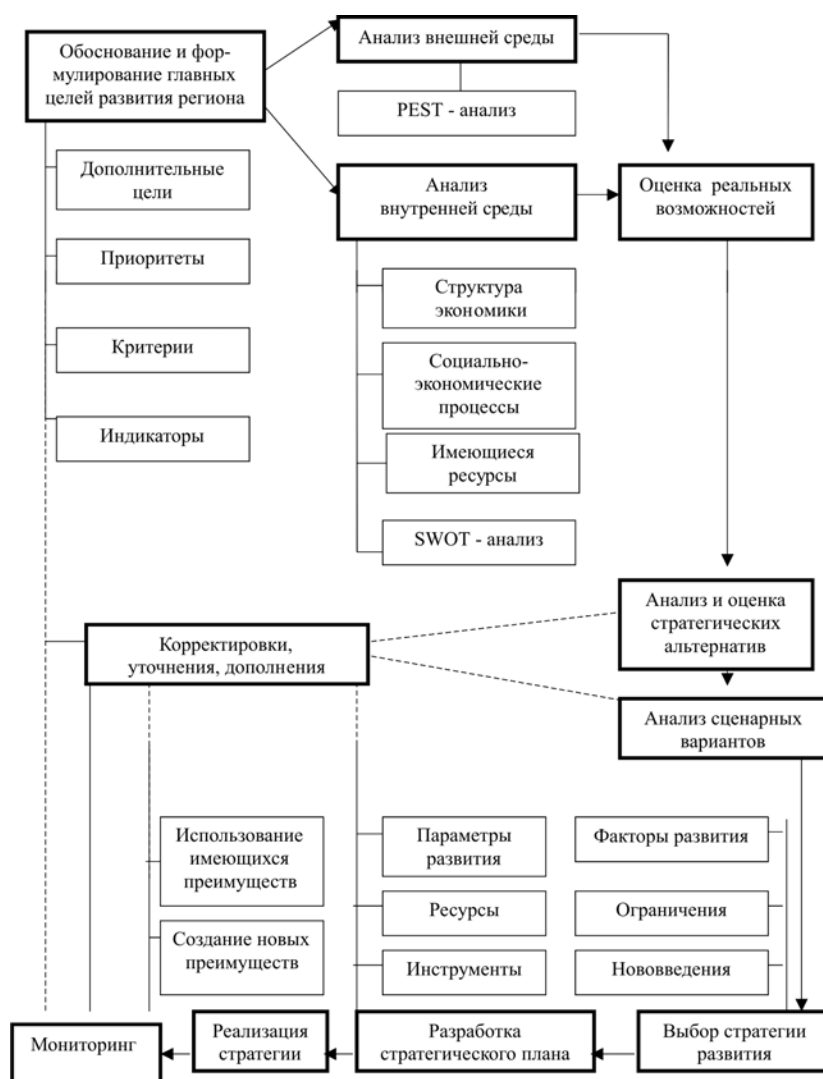 Обоснование и фор-
мулирование главных
целей развития региона
Анализ внешней среды
PEST - анализ
Дополнительные
цели
Анализ
внутренней среды
Оценка реальных
возможностей
Приоритеты
Структура
экономики
Критерии
Социально-
экономические
процессы
Индикаторы
Имеющиеся
ресурсы
SWOT - анализ
Анализ и оценка
стратегических
альтернатив
Корректировки,
уточнения, дополнения
Анализ сценарных
вариантов
Использование
имеющихся
преимуществ
Параметры
развития
Факторы развития
Ресурсы
Ограничения
Создание новых
преимуществ
Инструменты
Нововведения
Мониторинг
Реализация
стратегии
Разработка
стратегического плана
Выбор стратегии
развития